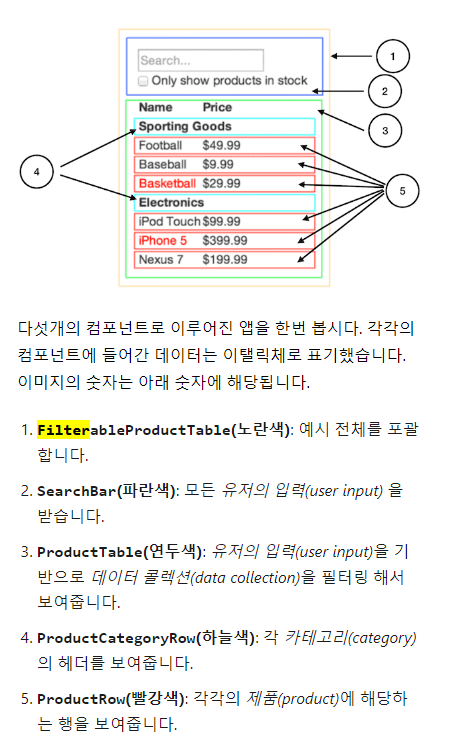 Search...
Only show products in stock
Name Price
Sporting Goods
Football $49.99
Baseball $9.99
Basketball $29.99
Electronics
iPod Touch $99.99
iPhone 5 $399.99
Nexus 7 $199.99
1
2
3
4
5
다섯개의 컴포넌트로 이루어진 앱을 한번 봅시다. 각각의
컴포넌트에 들어간 데이터는 이탤릭체로 표기했습니다.
이미지의 숫자는 아래 숫자에 해당됩니다.
1. FilterableProductTable(노란색): 예시 전체를 포괄
합니다.
2. SearchBar(파란색): 모든 유저의 입력(user input) 을
받습니다.
3. ProductTable(연두색): 유저의 입력(user input)을 기
반으로 데이터 콜렉션(data collection)을 필터링 해서
보여줍니다.
4. ProductCategoryRow(하늘색): 각 카테고리(category)
의 헤더를 보여줍니다.
5. ProductRow(빨강색): 각각의 제품(product)에 해당하
는 행을 보여줍니다.